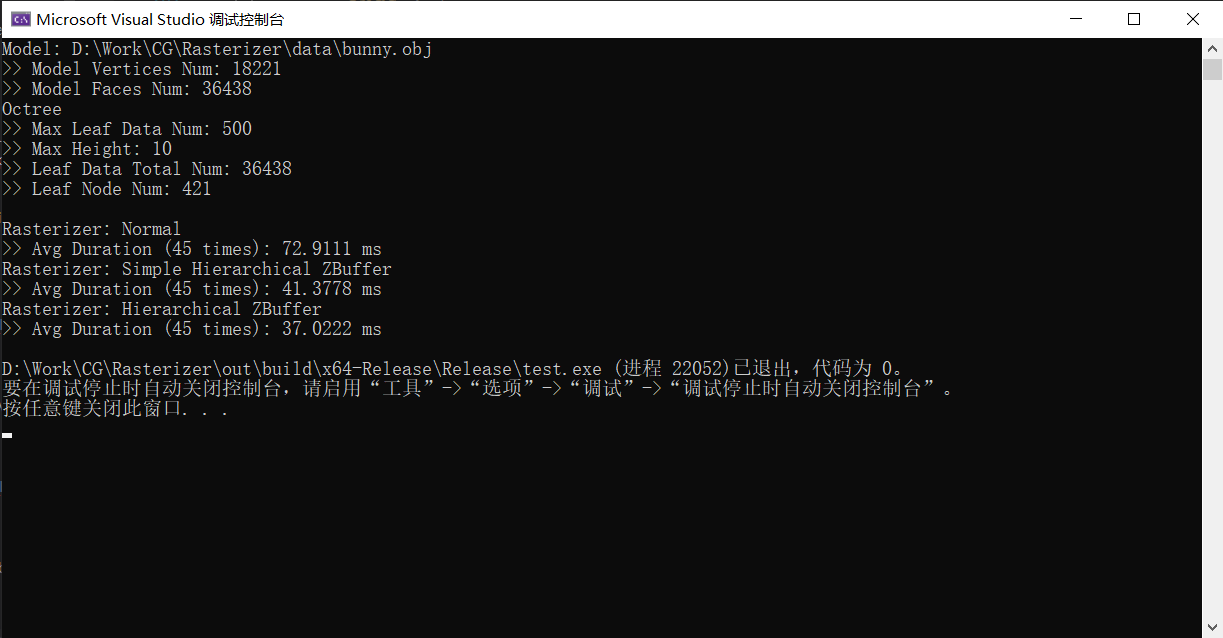 Microsoft Visual Studio 调试控制台
Model: D:\Work\CG\Rasterizer\data\bunny.obj
>> Model Vertices Num: 18221
>> Model Faces Num: 36438
Octree
>> Max Leaf Data Num: 500
>> Max Height: 10
>> Leaf Data Total Num: 36438
>> Leaf Node Num: 421
Rasterizer: Normal
>> Avg Duration (45 times): 72.9111 ms
Rasterizer: Simple Hierarchical ZBuffer
>> Avg Duration (45 times): 41.3778 ms
Rasterizer: Hierarchical ZBuffer
>> Avg Duration (45 times): 37.0222 ms
D:\Work\CG\Rasterizer\out\build\x64-Release\Release\test.exe (进程 22052)已退出，代码为 0。
要在调试停止时自动关闭控制台，请启用“工具”->“选项”->“调试”->“调试停止时自动关闭控制台”。
按任意键关闭此窗口. . .